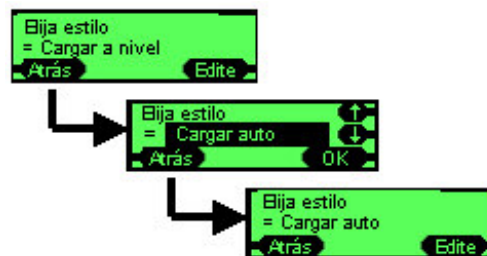 Elija estilo
= Cargar a nivel
Atrás Edite
Elija estilo
= Cargar auto
Atrás OK
Elija estilo
= Cargar auto
Atrás Edite